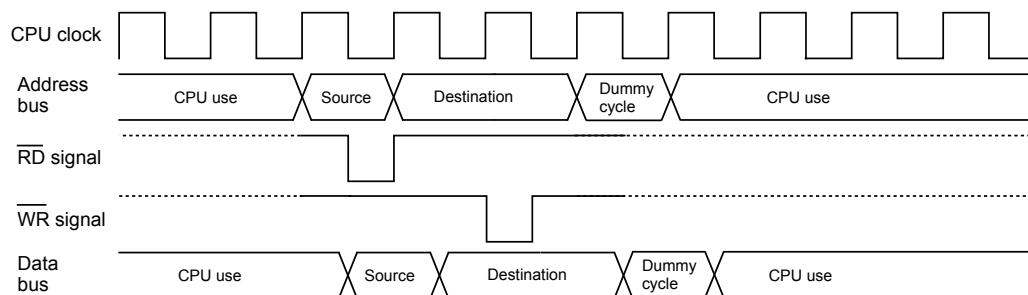 CPU clock
Address
bus
CPU use
Source
Destination
Dummy
cycle
CPU use
RD signal
WR signal
Data
bus
CPU use
Source
Destination
Dummy
cycle
CPU use